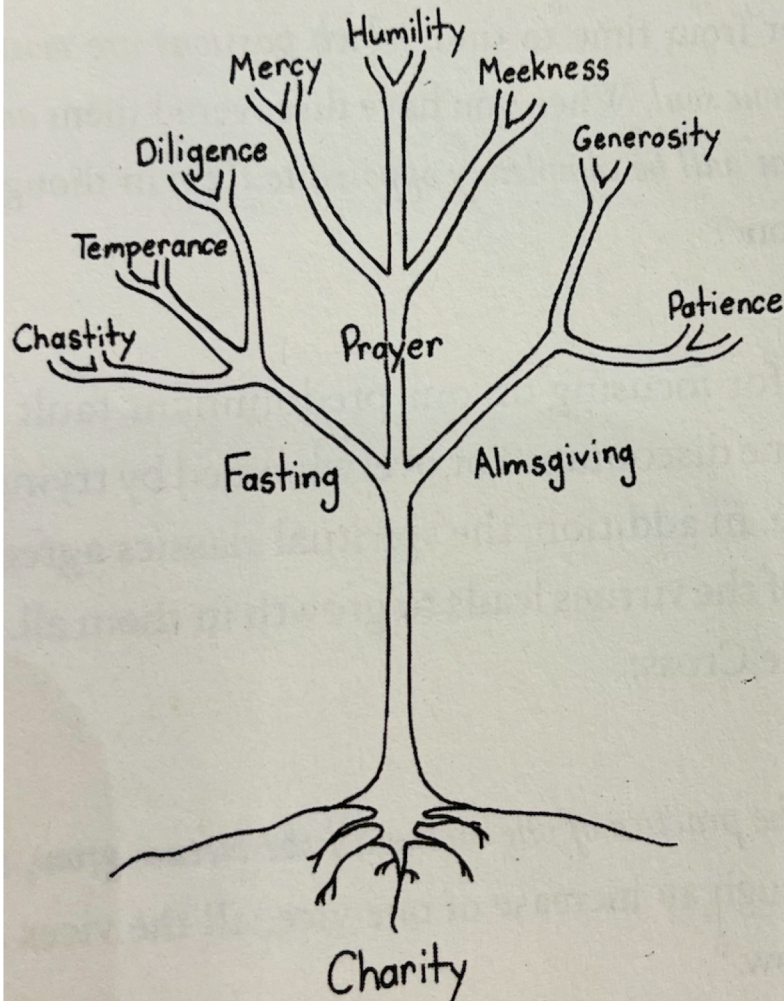 Humility
Mercy
Meekness
Diligence
Generosity
Temperance
Patience
Chastity
Prayer
Fasting
Almsgiving
Charity